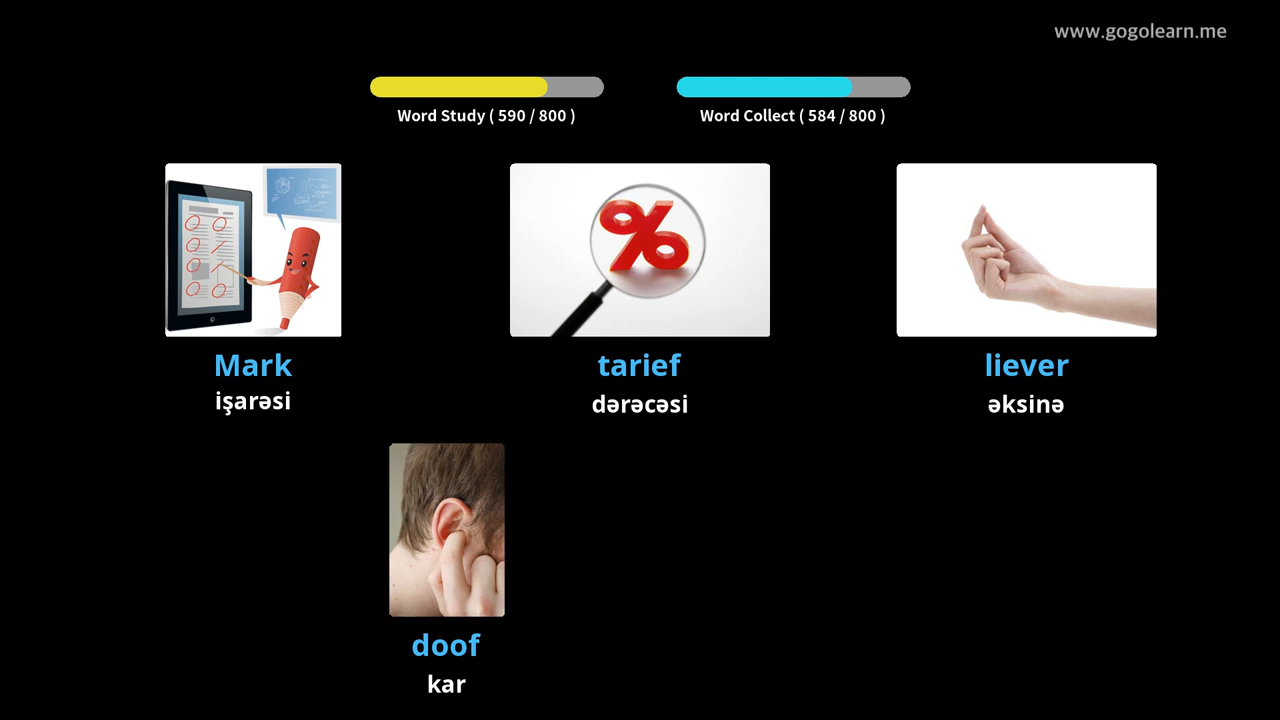 www.gogolearn.me
Word Study ( 590 / 800 )
Word Collect ( 584 / 800 )
Mark
işarəsi
tarief
dərəcəsi
liever
əksinə
doof
kar